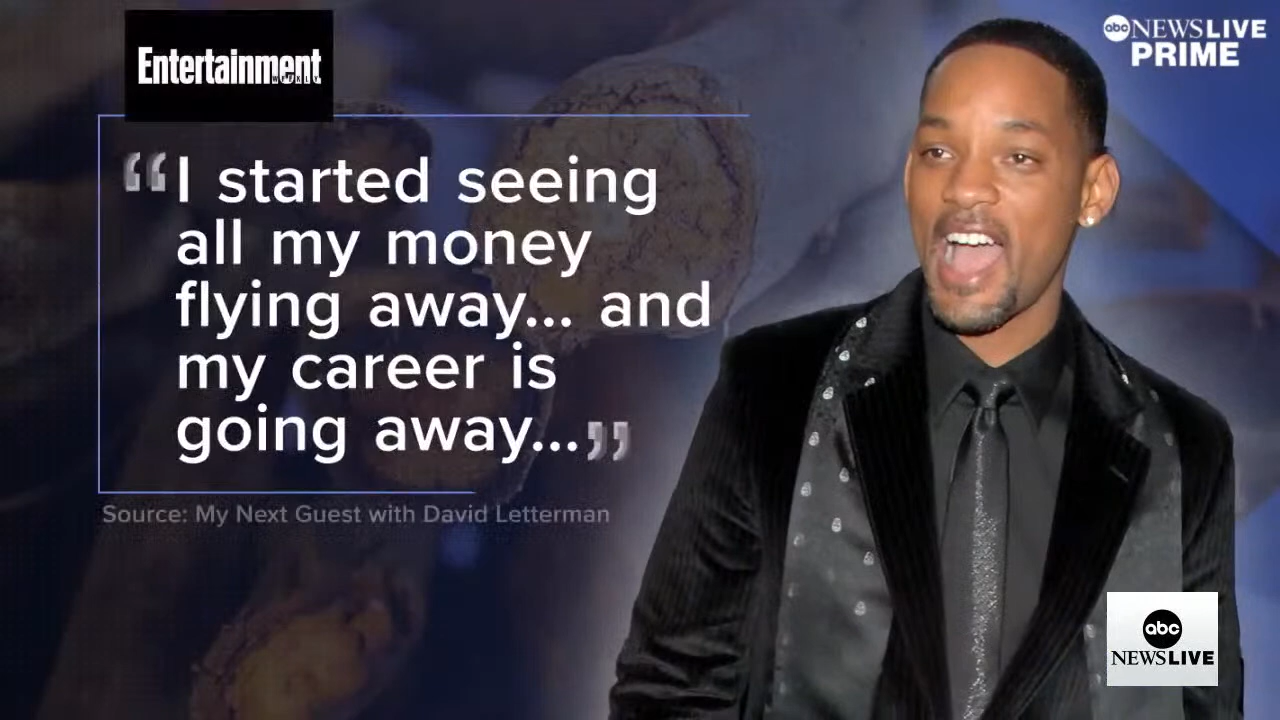 Entertainment
WEEKLY
abc NEWS LIVE
PRIME
“I started seeing
all my money
flying away... and
my career is
going away...”
Source: My Next Guest with David Letterman
abc
NEWS LIVE